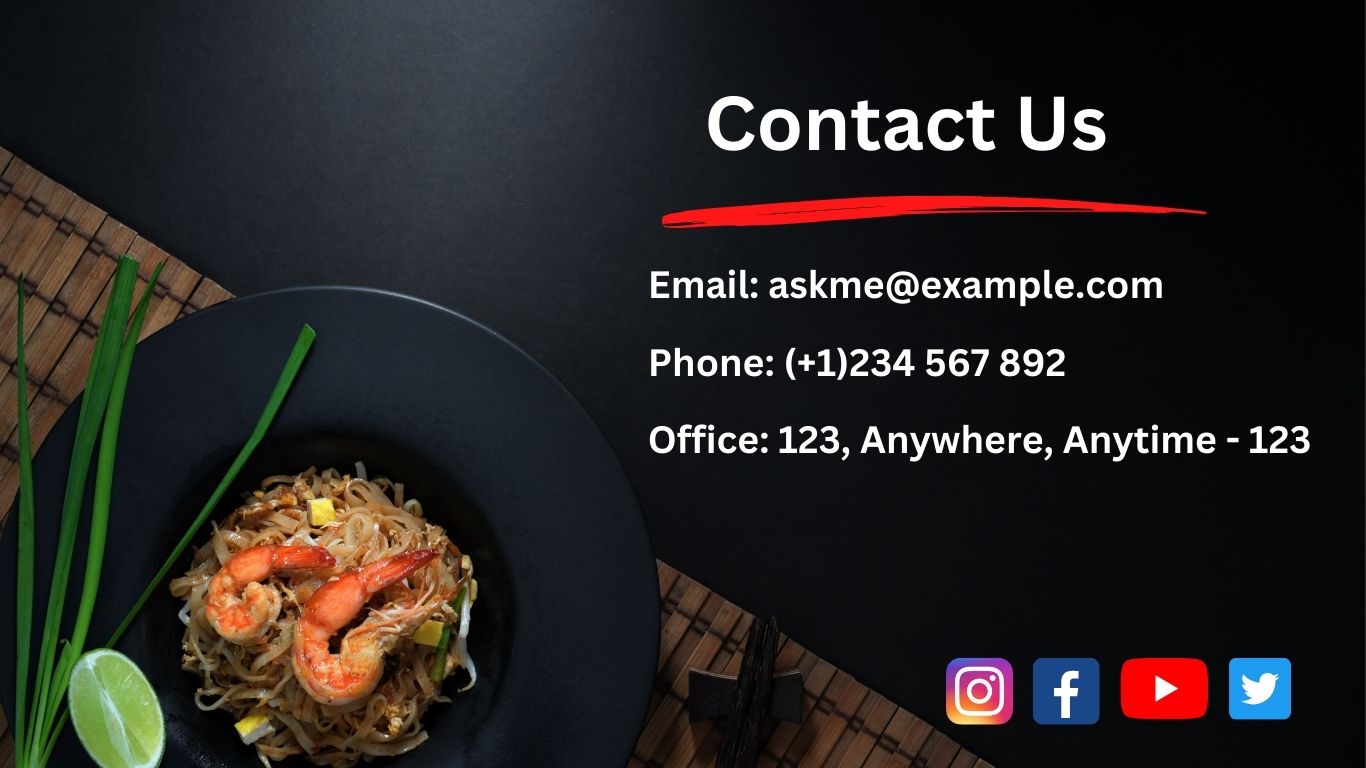 Contact Us
Email: askme@example.com
Phone: (+1)234 567 892
Office: 123, Anywhere, Anytime - 123